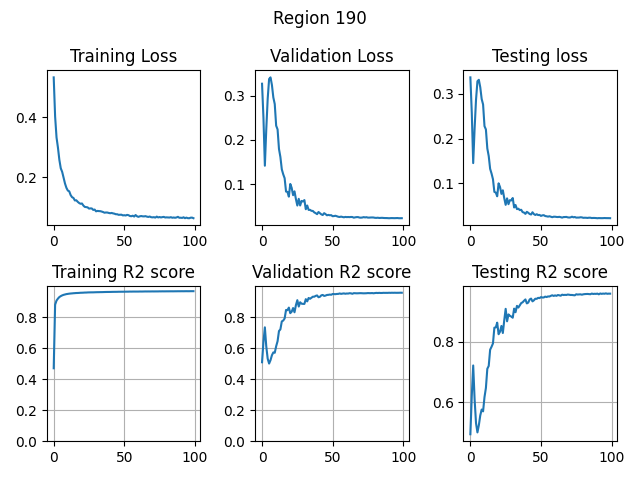 Region 190
Training Loss
Validation Loss
Testing loss
0.4
0.2
0 50 100
0.3
0.2
0.1
0 50 100
0.3
0.2
0.1
0 50 100
Training R2 score
Validation R2 score
Testing R2 score
0.8
0.6
0.4
0.2
0.0
0 50 100
0.8
0.6
0.4
0.2
0.0
0 50 100
0.8
0.6
0 50 100